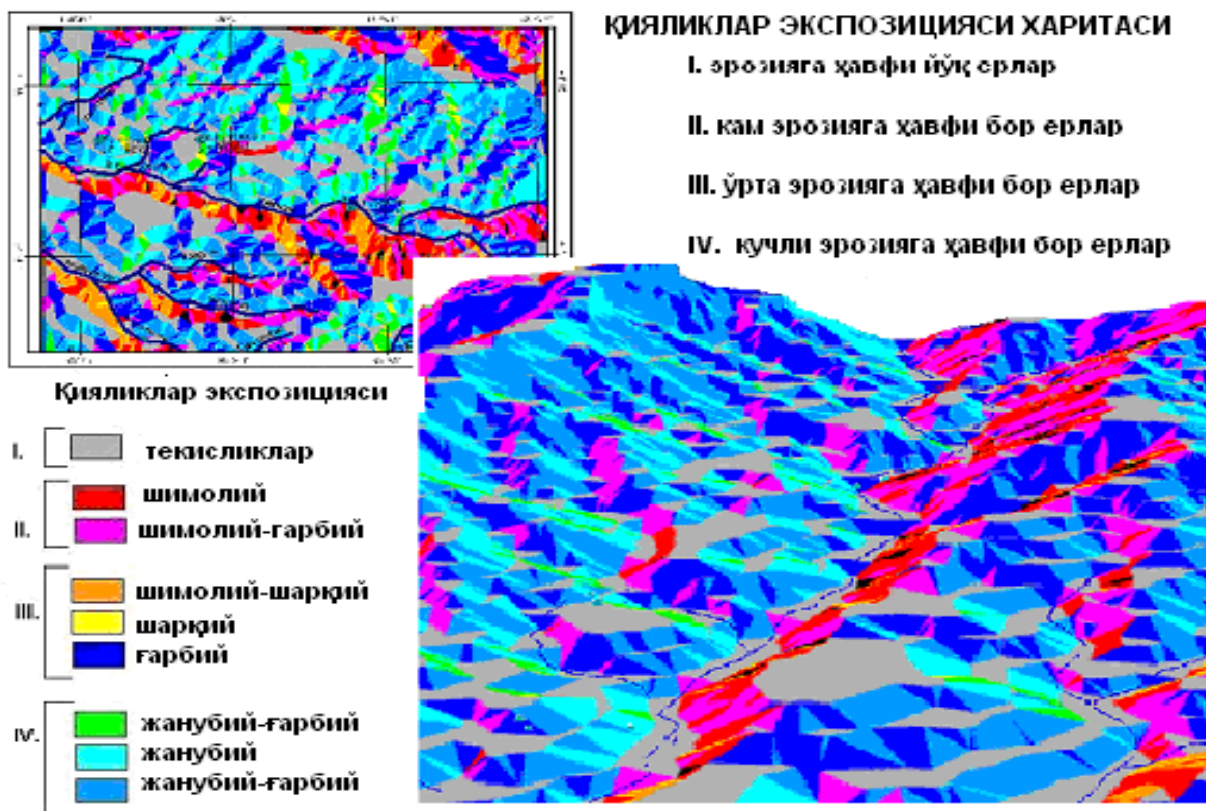 ҚИЯЛИКЛАР ЭКСПОЗИЦИЯСИ ХАРИТАСИ
I. эрозияга ҳавфи йўқ ерлар
II. кам эрозияга ҳавфи бор ерлар
III. ўрта эрозияга ҳавфи бор ерлар
IV. кучли эрозияга ҳавфи бор ерлар
Қияликлар экспозицияси
I. текисликлар
шимолий
II. шимолий-ғарбий
шимолий-шарқий
III. шарқий
ғарбий
жанубий-ғарбий
IV. жанубий
жанубий-ғарбий